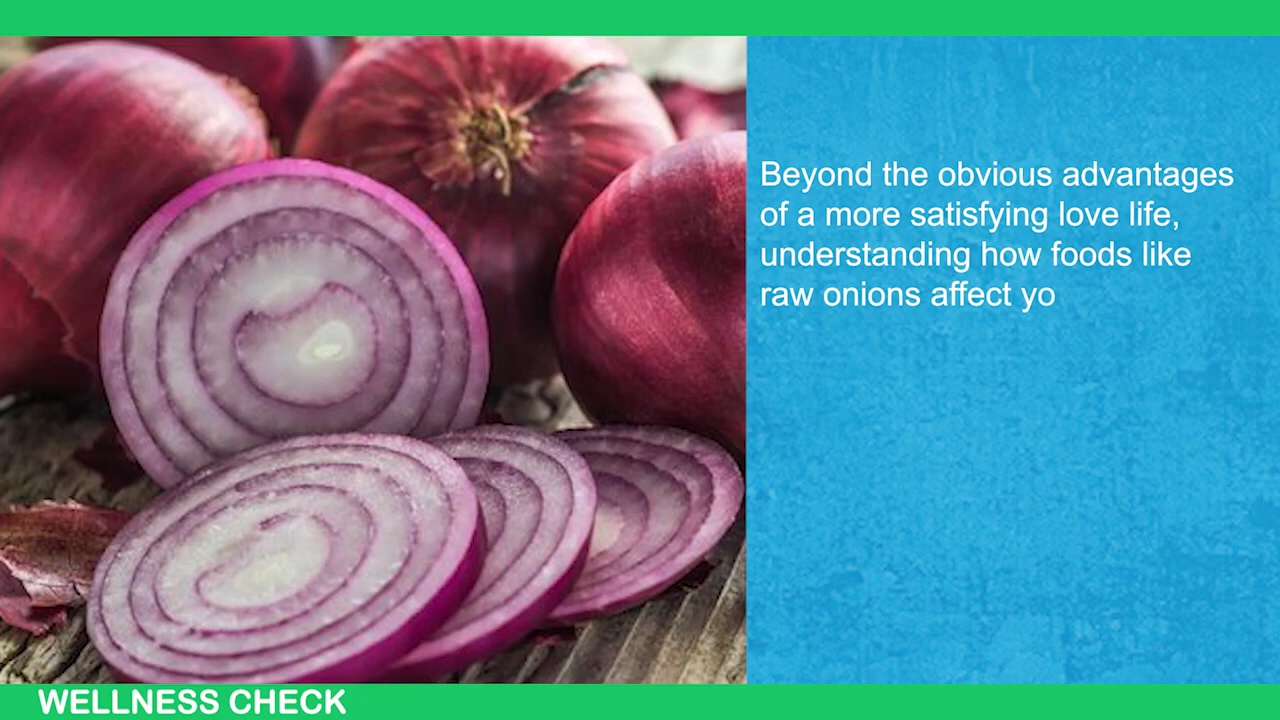 Beyond the obvious advantages
of a more satisfying love life,
understanding how foods like
raw onions affect yo
WELLNESS CHECK